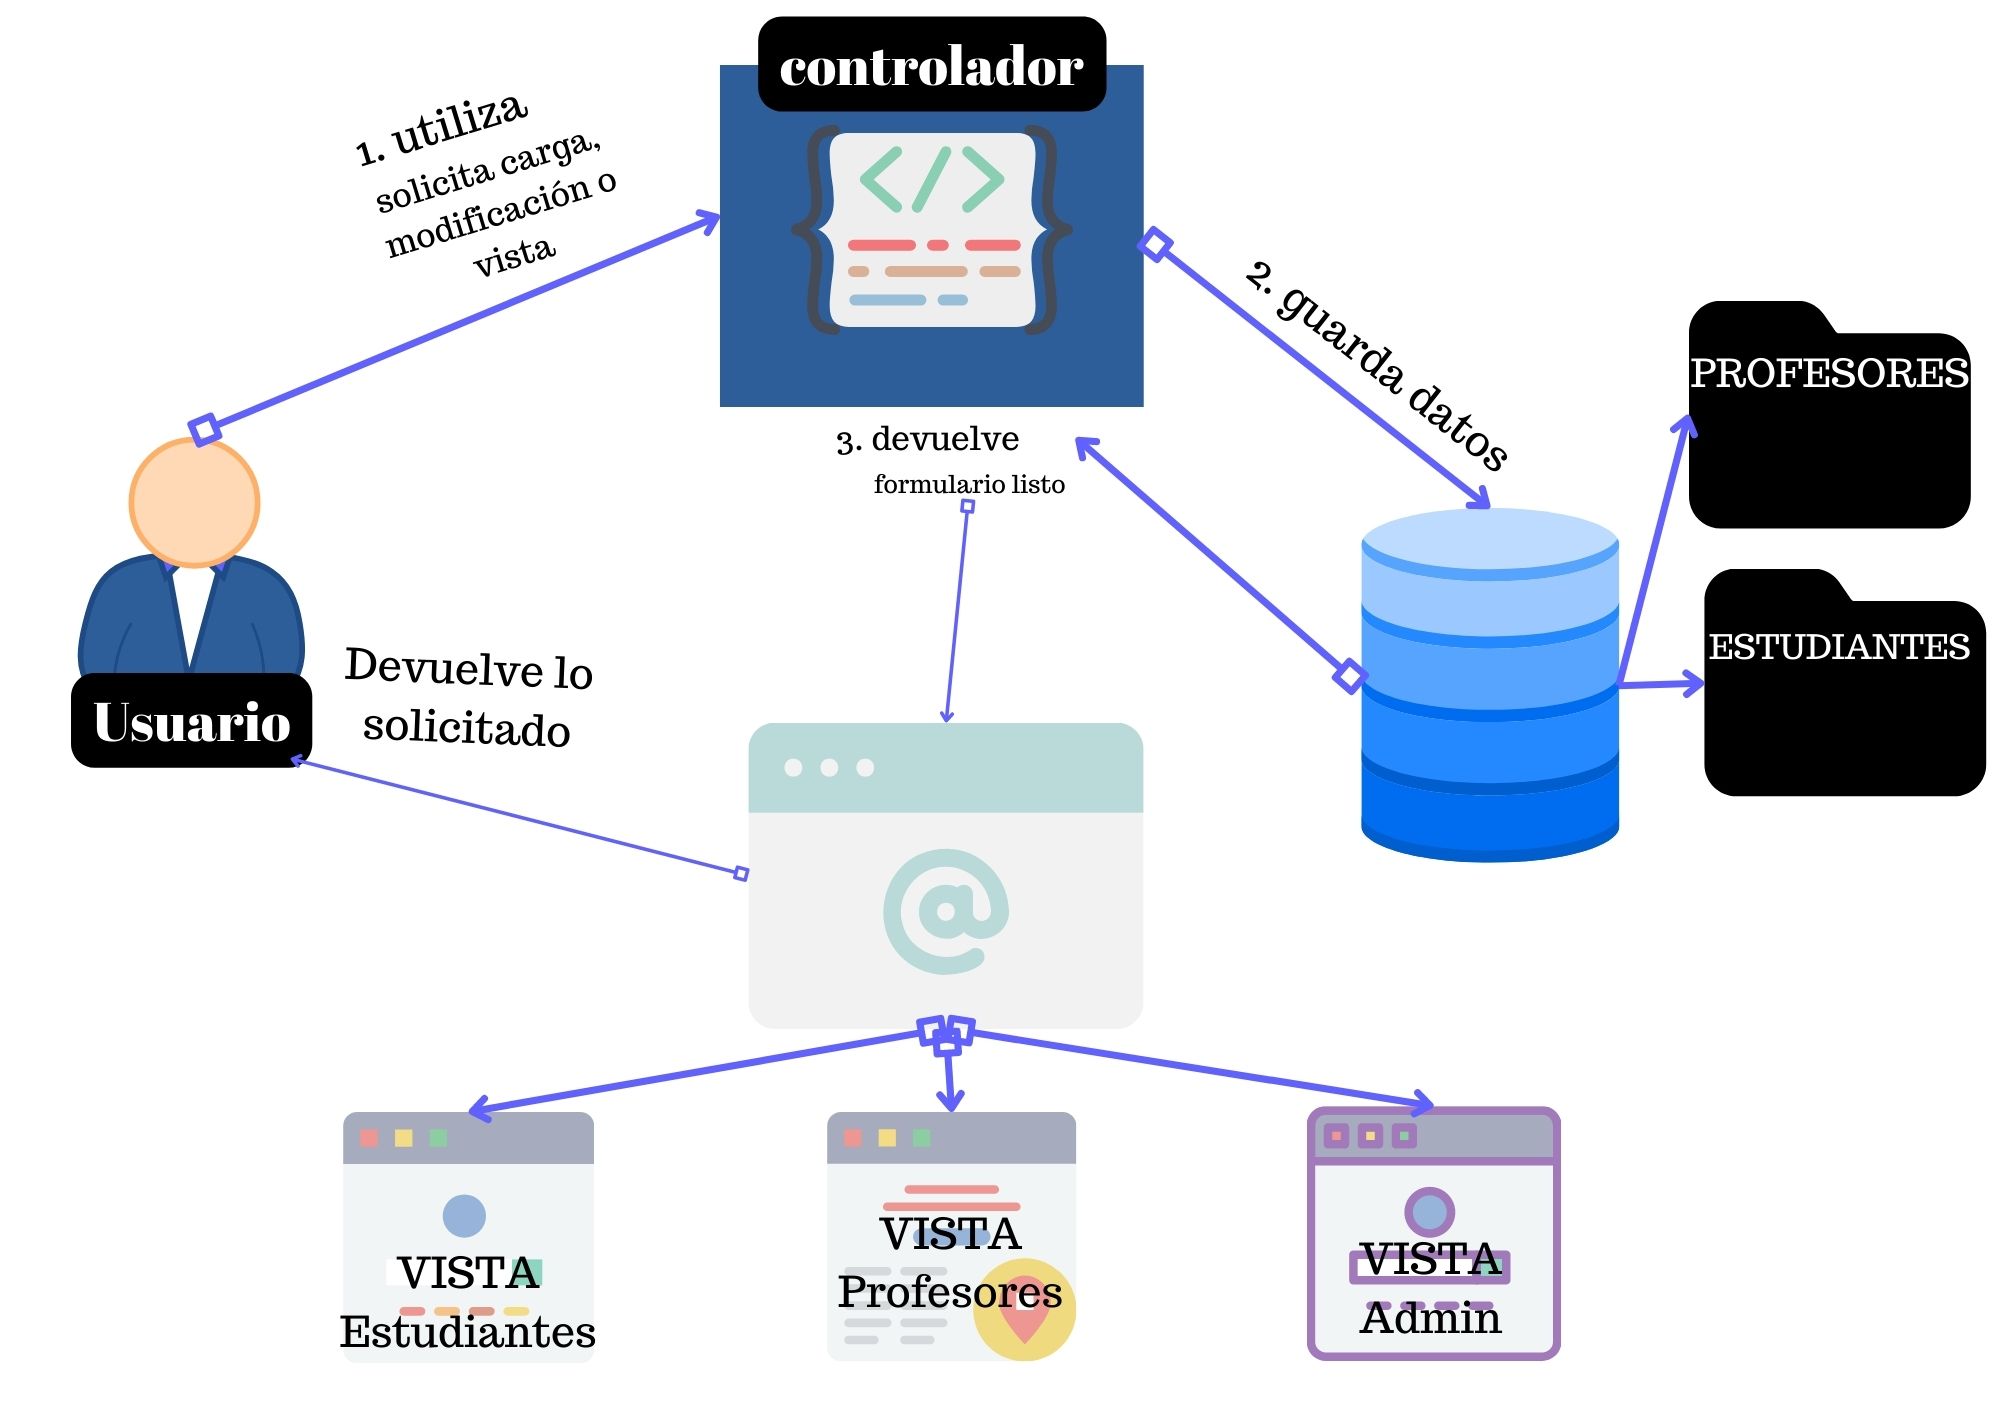 controlador
1. utiliza
solicita carga,
modificación o
vista
2. guarda datos
PROFESORES
3. devuelve
formulario listo
ESTUDIANTES
Devuelve lo
solicitado
Usuario
VISTA
Estudiantes
VISTA
Profesores
VISTA
Admin